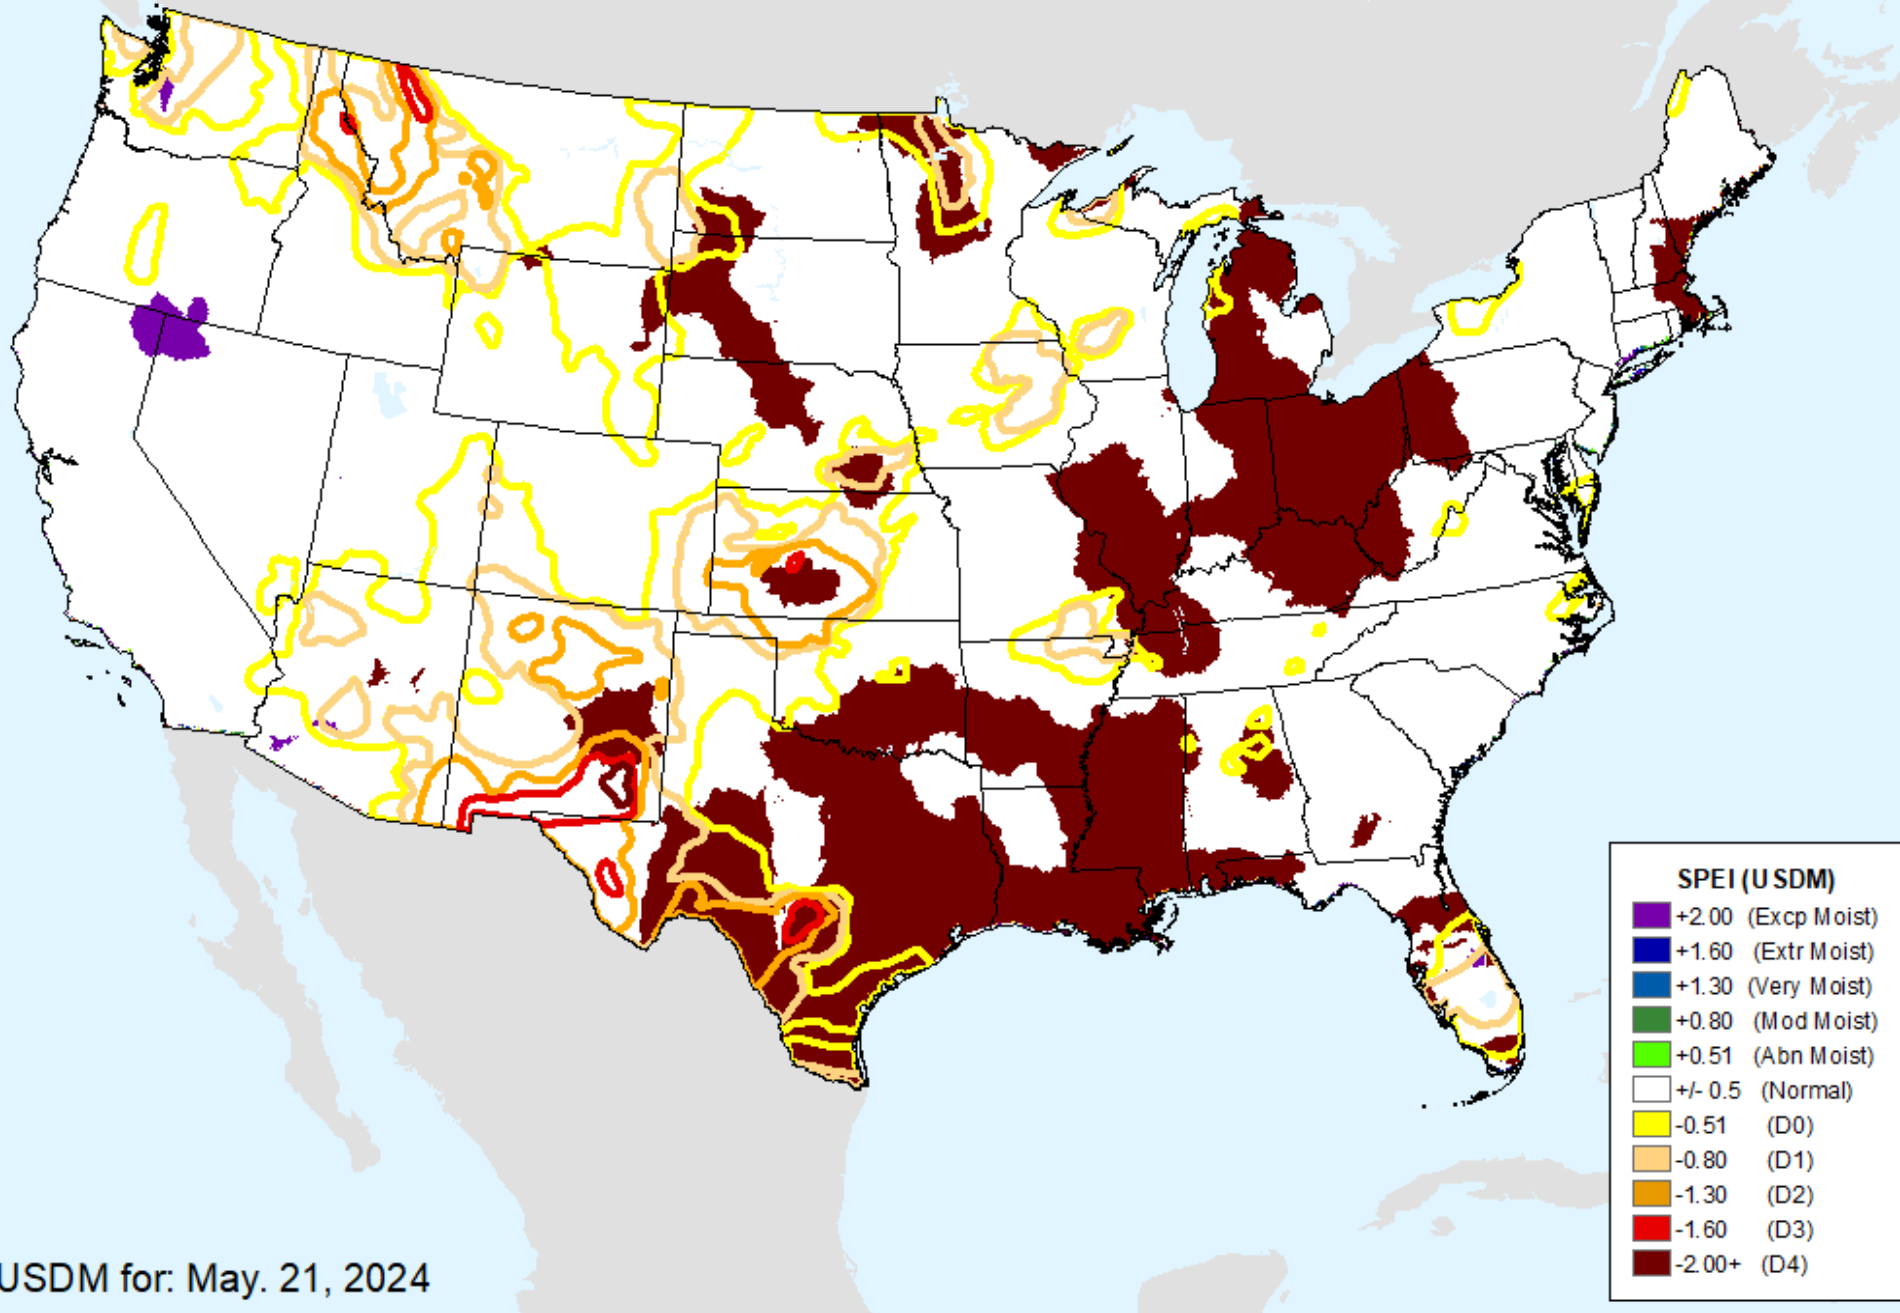 SPEI (USDM)
+2.00 (Excp Moist)
+1.60 (Extr Moist)
+1.30 (Very Moist)
+0.80 (Mod Moist)
+0.51 (Abn Moist)
+/- 0.5 (Normal)
-0.51 (D0)
-0.80 (D1)
-1.30 (D2)
-1.60 (D3)
-2.00+ (D4)
USDM for: May. 21, 2024